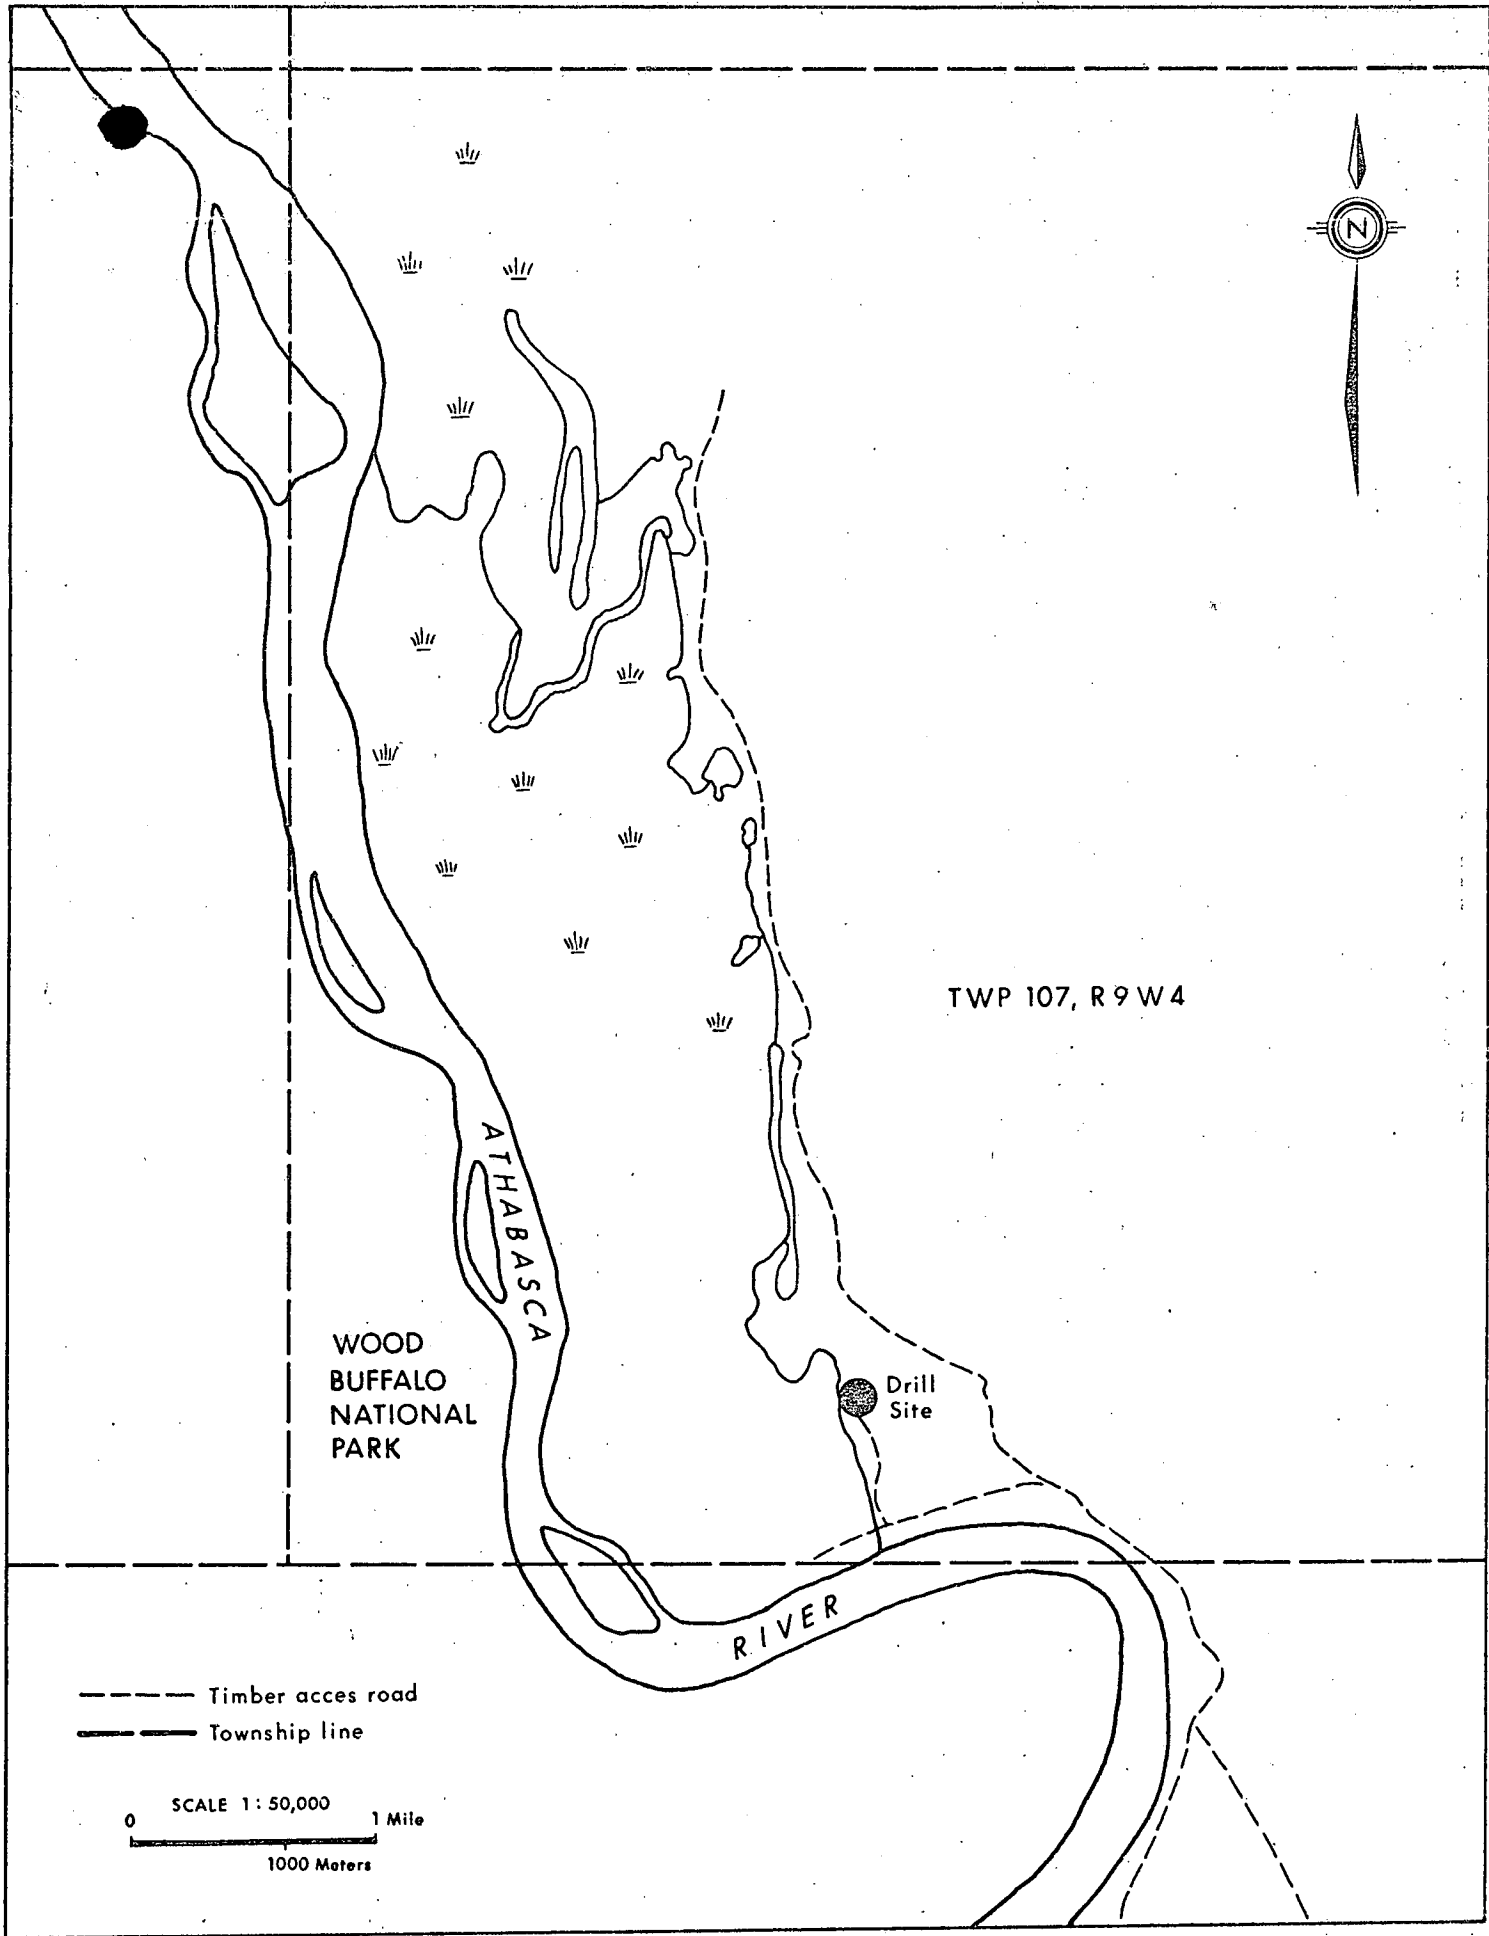 N
TWP 107, R9W4
ATHABASCA
WOOD
BUFFALO
NATIONAL
PARK
Drill
Site
RIVER
Timber acces road
Township line
SCALE 1:50,000
0 1 Mile
1000 Meters